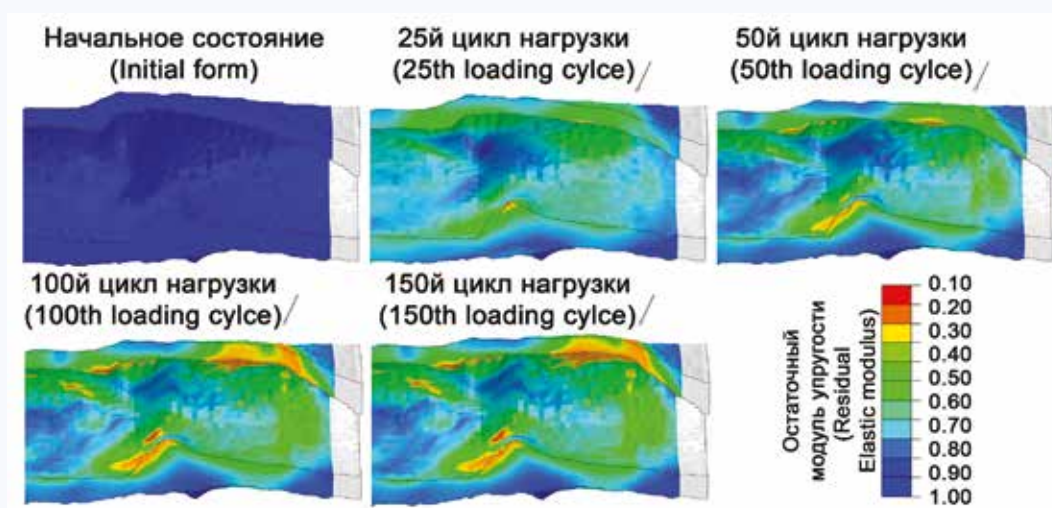 Начальное состояние
(Initial form)
25й цикл нагрузки
(25th loading cylce)
50й цикл нагрузки
(50th loading cylce)
100й цикл нагрузки
(100th loading cylce)
150й цикл нагрузки
(150th loading cylce)
Остаточный
модуль упругости
(Residual
Elastic modulus)
0.10
0.20
0.30
0.40
0.50
0.60
0.70
0.80
0.90
1.00